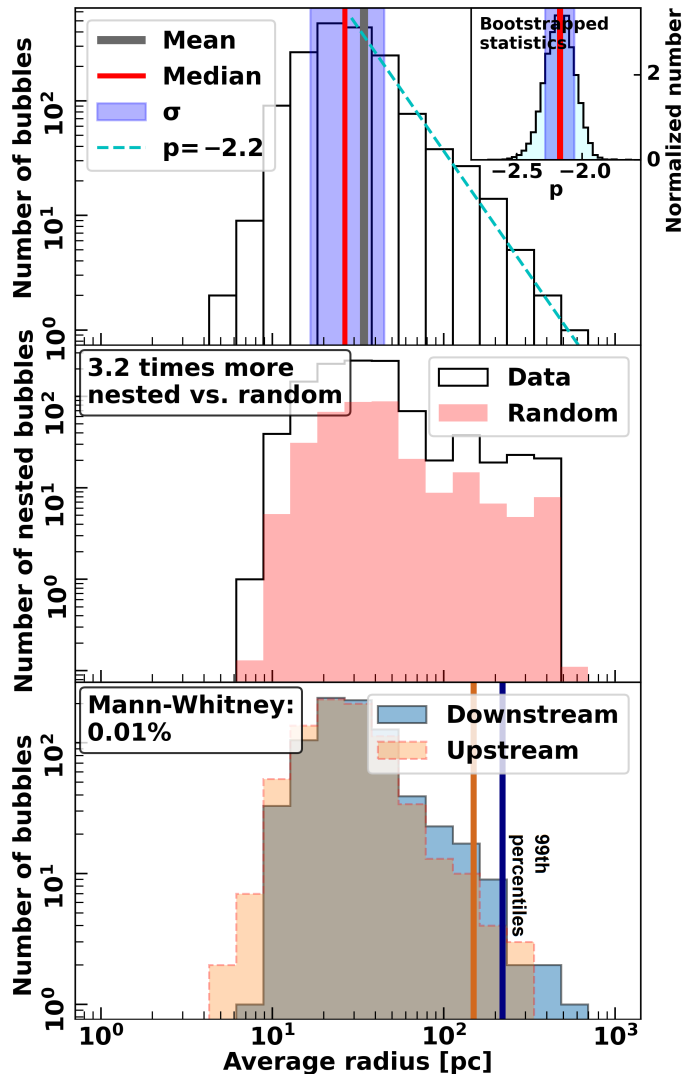 Number of bubbles
10²
10¹
10⁰
Mean
Median
σ
p=−2.2
Bootstrapped
statistics
2
0
Normalized number
−2.5
−2.0
p
Number of nested bubbles
10²
10¹
10⁰
3.2 times more
nested vs. random
Data
Random
Number of bubbles
10²
10¹
10⁰
Mann-Whitney:
0.01%
Downstream
Upstream
99th
percentiles
10⁰
10¹
10²
10³
Average radius [pc]